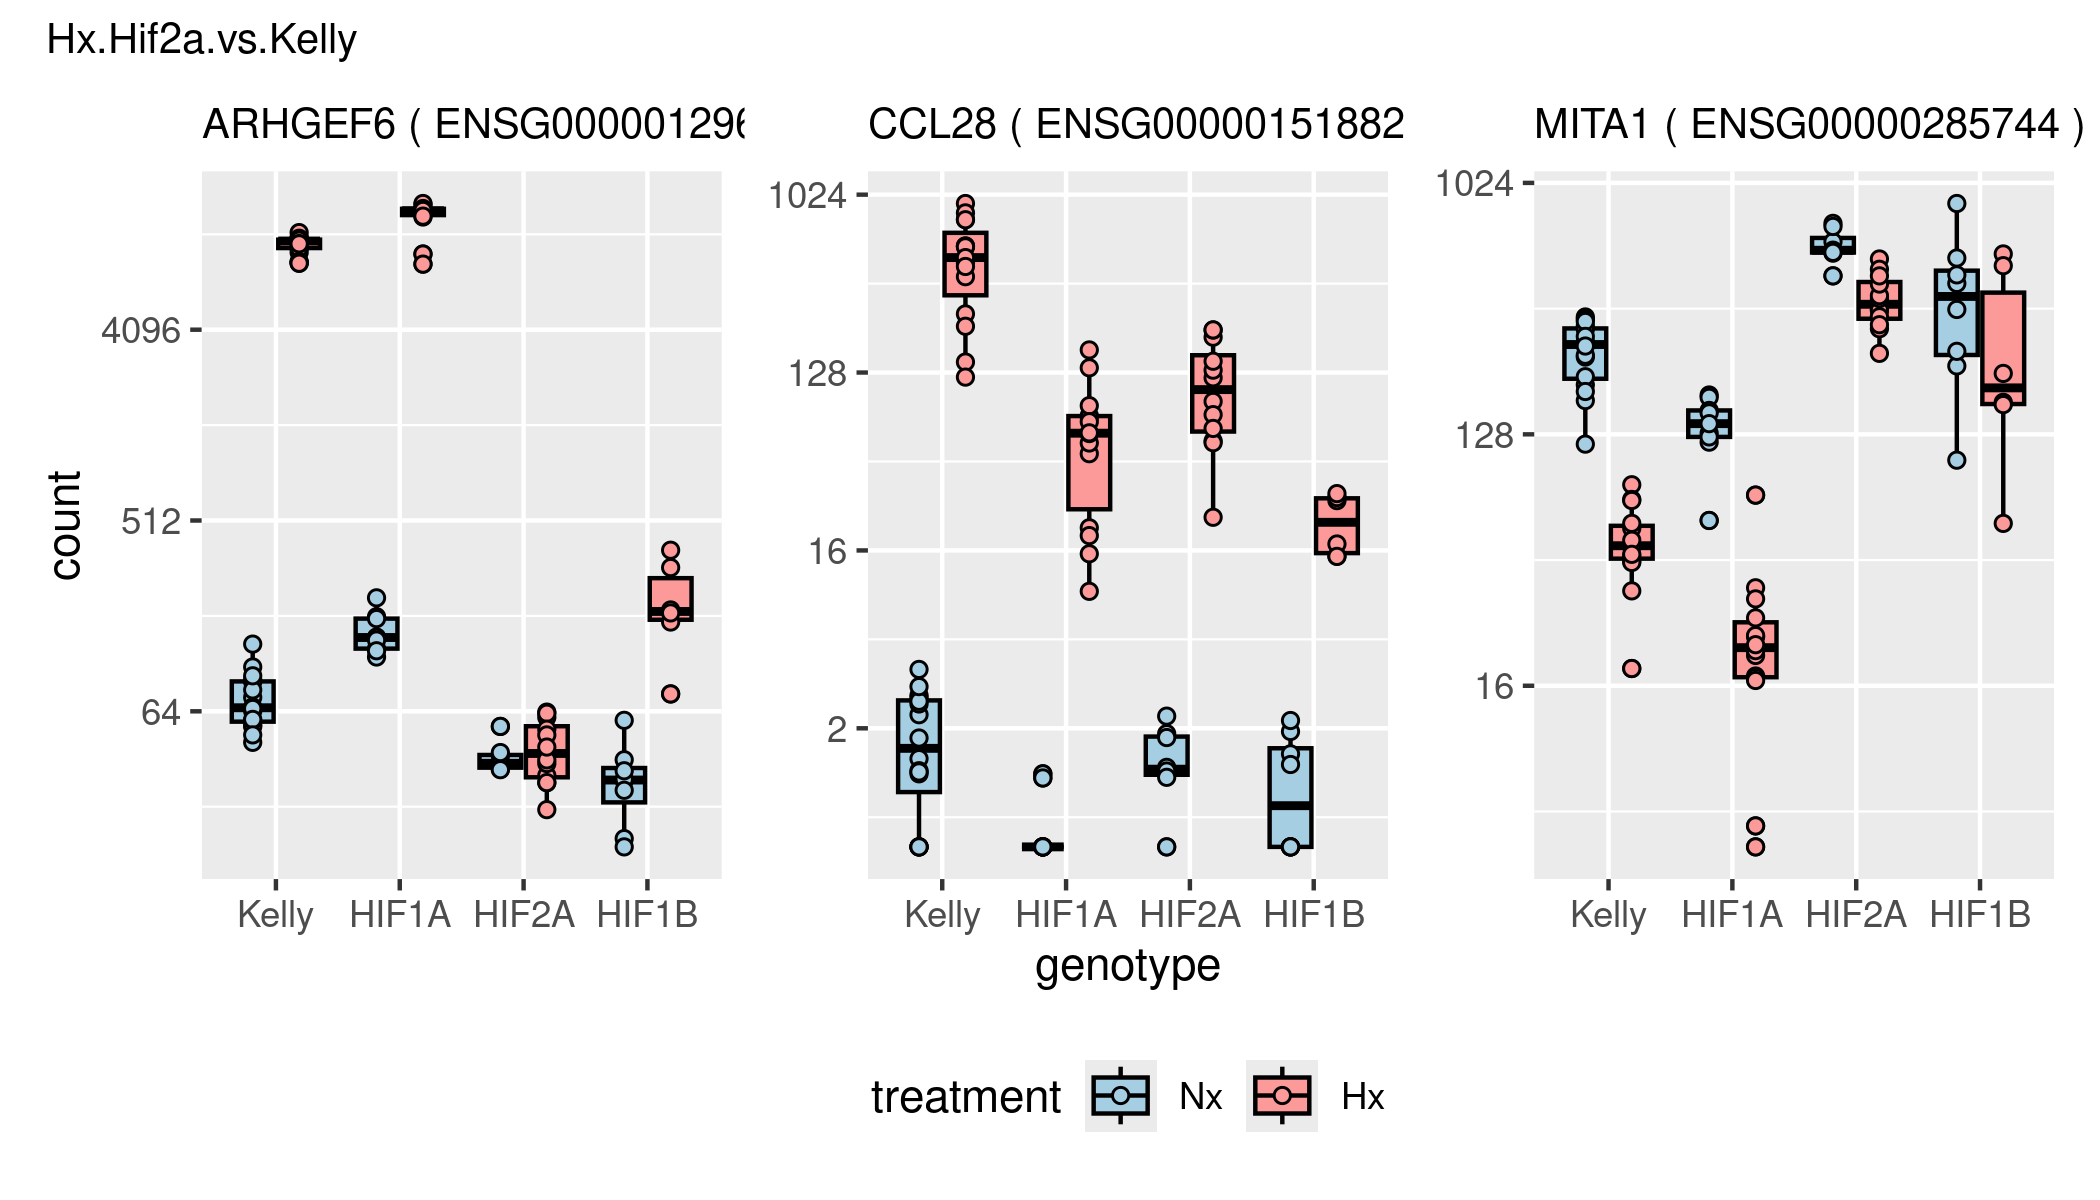 Hx.Hif2a.vs.Kelly
ARHGEF6 ( ENSG00000129
CCL28 ( ENSG00000151882
MITA1 ( ENSG00000285744 )
count
4096
512
64
1024
128
16
2
1024
128
16
Kelly HIF1A HIF2A HIF1B
Kelly HIF1A HIF2A HIF1B
Kelly HIF1A HIF2A HIF1B
genotype
treatment Nx Hx